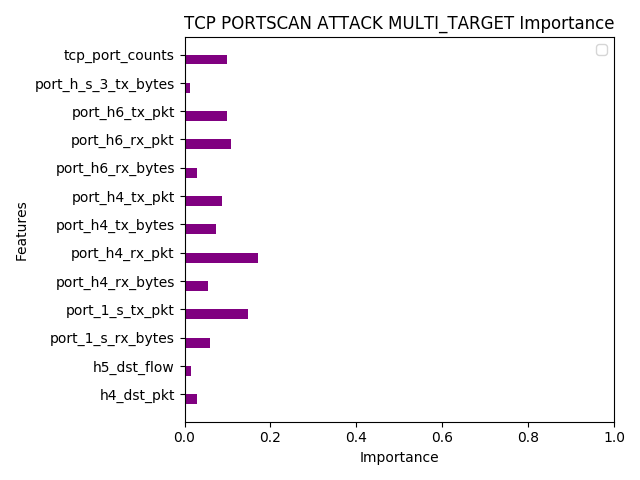 TCP PORTSCAN ATTACK MULTI_TARGET Importance
tcp_port_counts
port_h_s_3_tx_bytes
port_h6_tx_pkt
port_h6_rx_pkt
port_h6_rx_bytes
port_h4_tx_pkt
port_h4_tx_bytes
port_h4_rx_pkt
port_h4_rx_bytes
port_1_s_tx_pkt
port_1_s_rx_bytes
h5_dst_flow
h4_dst_pkt
Features
0.0 0.2 0.4 0.6 0.8 1.0
Importance